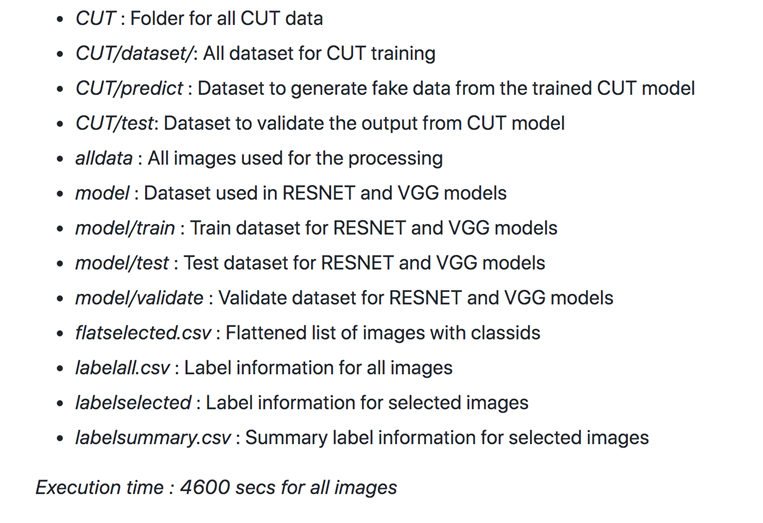 • CUT : Folder for all CUT data
• CUT/dataset/: All dataset for CUT training
• CUT/predict : Dataset to generate fake data from the trained CUT model
• CUT/test: Dataset to validate the output from CUT model
• alldata : All images used for the processing
• model : Dataset used in RESNET and VGG models
• model/train : Train dataset for RESNET and VGG models
• model/test : Test dataset for RESNET and VGG models
• model/validate : Validate dataset for RESNET and VGG models
• flatselected.csv : Flattened list of images with classids
• labelall.csv : Label information for all images
• labelselected : Label information for selected images
• labelsummary.csv : Summary label information for selected images
Execution time : 4600 secs for all images